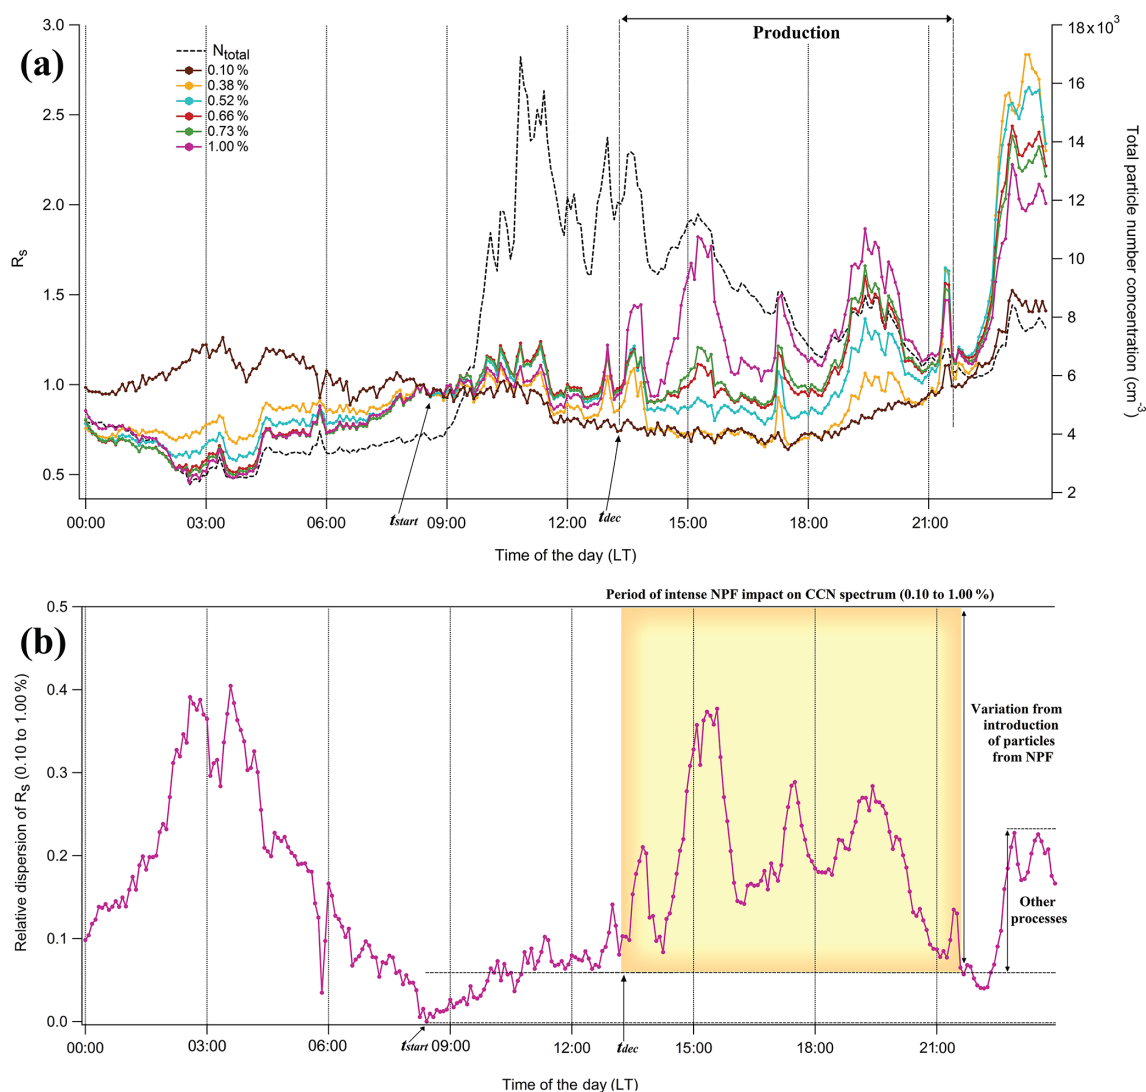 (a)
Production
N_total
0.10 %
0.38 %
0.52 %
0.66 %
0.73 %
1.00 %
3.0
2.5
2.0
1.5
1.0
0.5
R_S
18x10³
16
14
12
10
8
6
4
2
Total particle number concentration (cm⁻³)
t_start
t_dec
00:00 03:00 06:00 09:00 12:00 15:00 18:00 21:00
Time of the day (LT)
(b)
Period of intense NPF impact on CCN spectrum (0.10 to 1.00 %)
0.5
0.4
0.3
0.2
0.1
0.0
Relative dispersion of R_S (0.10 to 1.00 %)
Variation from
introduction
of particles
from NPF
Other
processes
t_start
t_dec
00:00 03:00 06:00 09:00 12:00 15:00 18:00 21:00
Time of the day (LT)